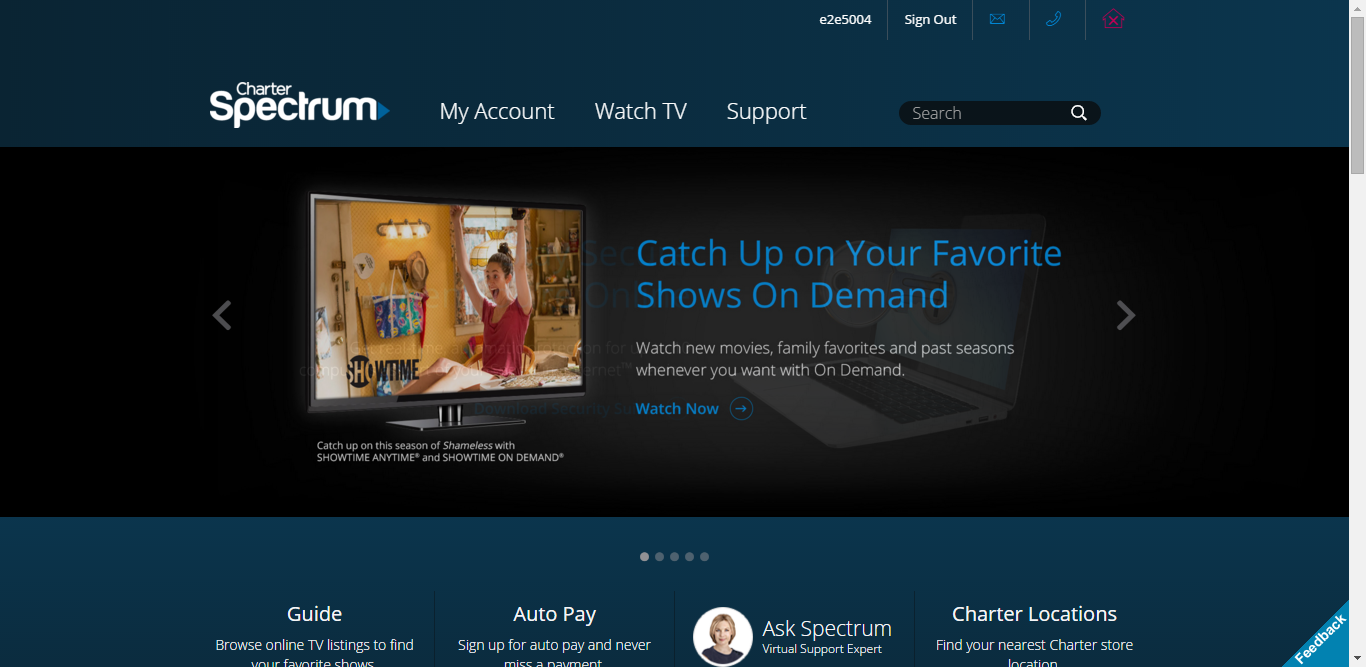 e2e5004
Sign Out
Charter
Spectrum
My Account
Watch TV
Support
Search
Catch Up on Your Favorite
Shows On Demand
Watch new movies, family favorites and past seasons
whenever you want with On Demand.
Watch Now
SHOWTIME
Catch up on this season of Shameless with
SHOWTIME ANYTIME® and SHOWTIME ON DEMAND®
Guide
Browse online TV listings to find
your favorite shows
Auto Pay
Sign up for auto pay and never
miss a payment
Ask Spectrum
Virtual Support Expert
Charter Locations
Find your nearest Charter store
location
Feedback